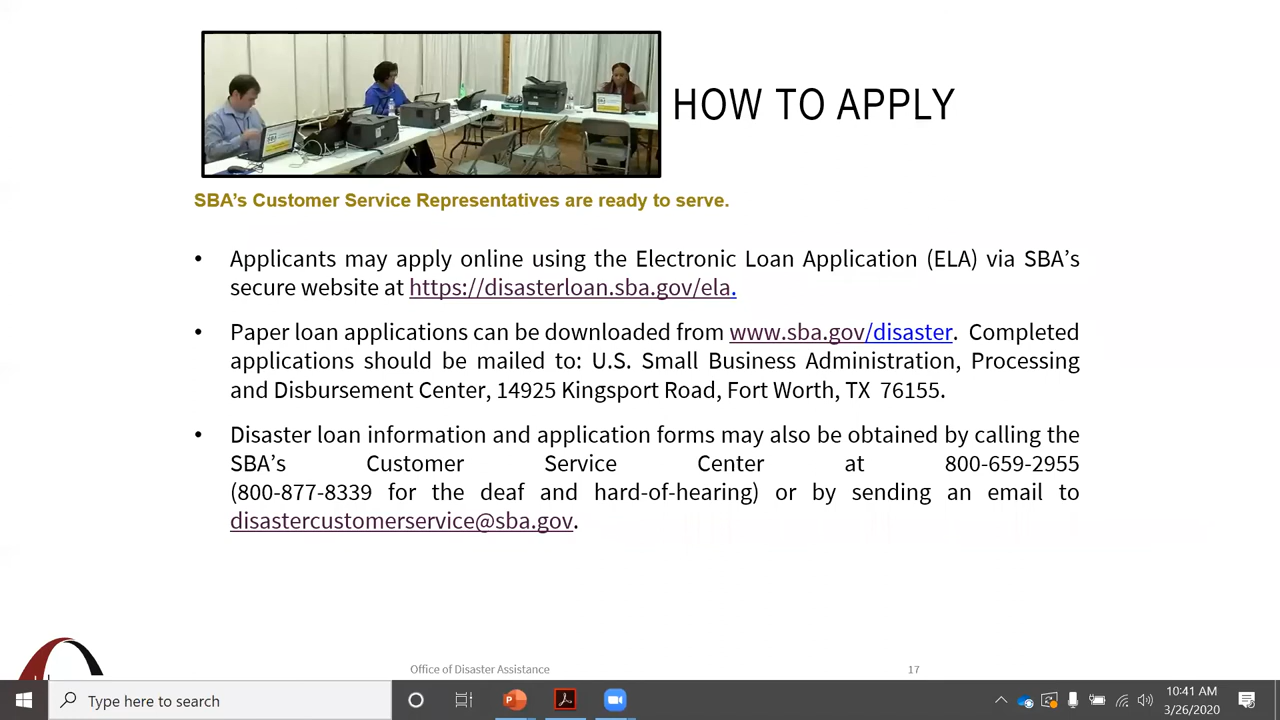 HOW TO APPLY
SBA's Customer Service Representatives are ready to serve.
• Applicants may apply online using the Electronic Loan Application (ELA) via SBA's
secure website at https://disasterloan.sba.gov/ela.
• Paper loan applications can be downloaded from www.sba.gov/disaster. Completed
applications should be mailed to: U.S. Small Business Administration, Processing
and Disbursement Center, 14925 Kingsport Road, Fort Worth, TX 76155.
• Disaster loan information and application forms may also be obtained by calling the
SBA's Customer Service Center at 800-659-2955
(800-877-8339 for the deaf and hard-of-hearing) or by sending an email to
disastercustomerservice@sba.gov.
Office of Disaster Assistance 17
Type here to search
10:41 AM
3/26/2020